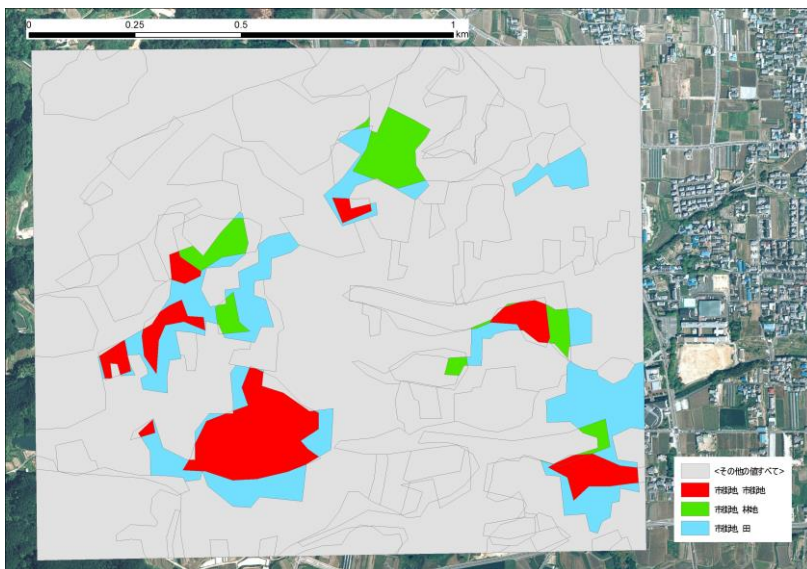 0 0.25 0.5 1
km
<その他の値すべて>
市街地, 市街地
市街地, 林地
市街地, 田